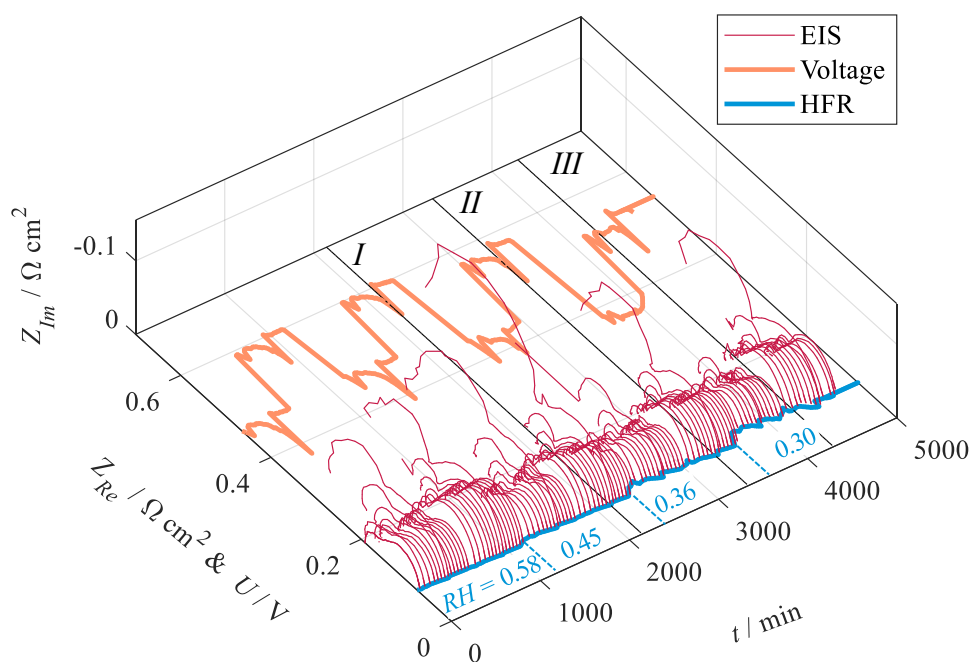 EIS
Voltage
HFR
III
II
I
-0.1
0
Z_Im / Ω cm²
0.6
0.4
0.2
0
Z_Re / Ω cm² & U / V
0
1000
2000
3000
4000
5000
t / min
RH = 0.58
0.45
0.36
0.30